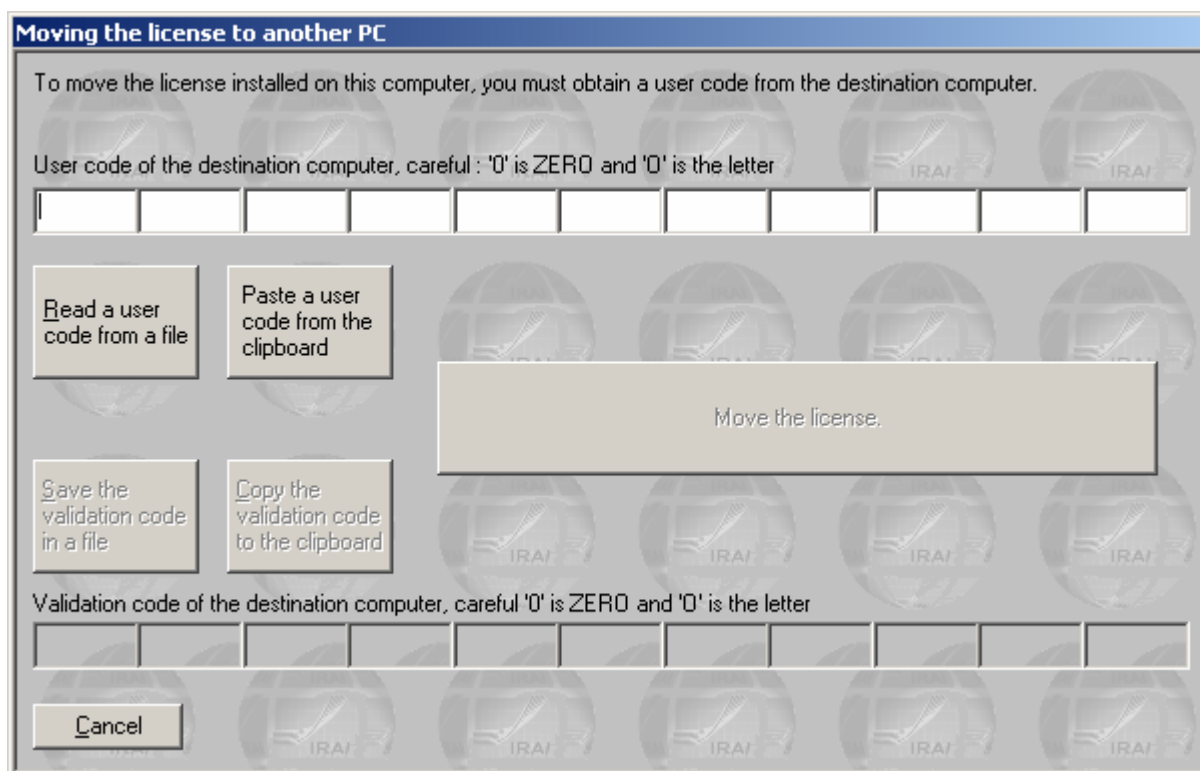 Moving the license to another PC
To move the license installed on this computer, you must obtain a user code from the destination computer.
User code of the destination computer, careful : '0' is ZERO and 'O' is the letter
Read a user
code from a file
Paste a user
code from the
clipboard
Move the license.
Save the
validation code
in a file
Copy the
validation code
to the clipboard
Validation code of the destination computer, careful '0' is ZERO and 'O' is the letter
Cancel
IRAI